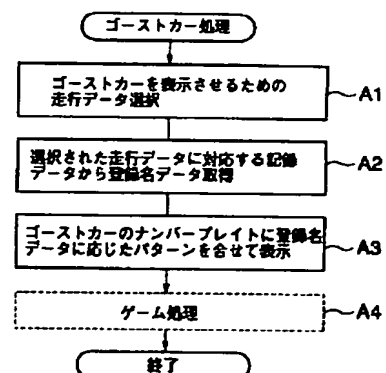 ゴーストカー処理
ゴーストカーを表示させるための
走行データ選択
A1
選択された走行データに対応する記録
データから登録名データ取得
A2
ゴーストカーのナンバープレイトに登録名
データに応じたパターンを合せて表示
A3
ゲーム処理
A4
終了